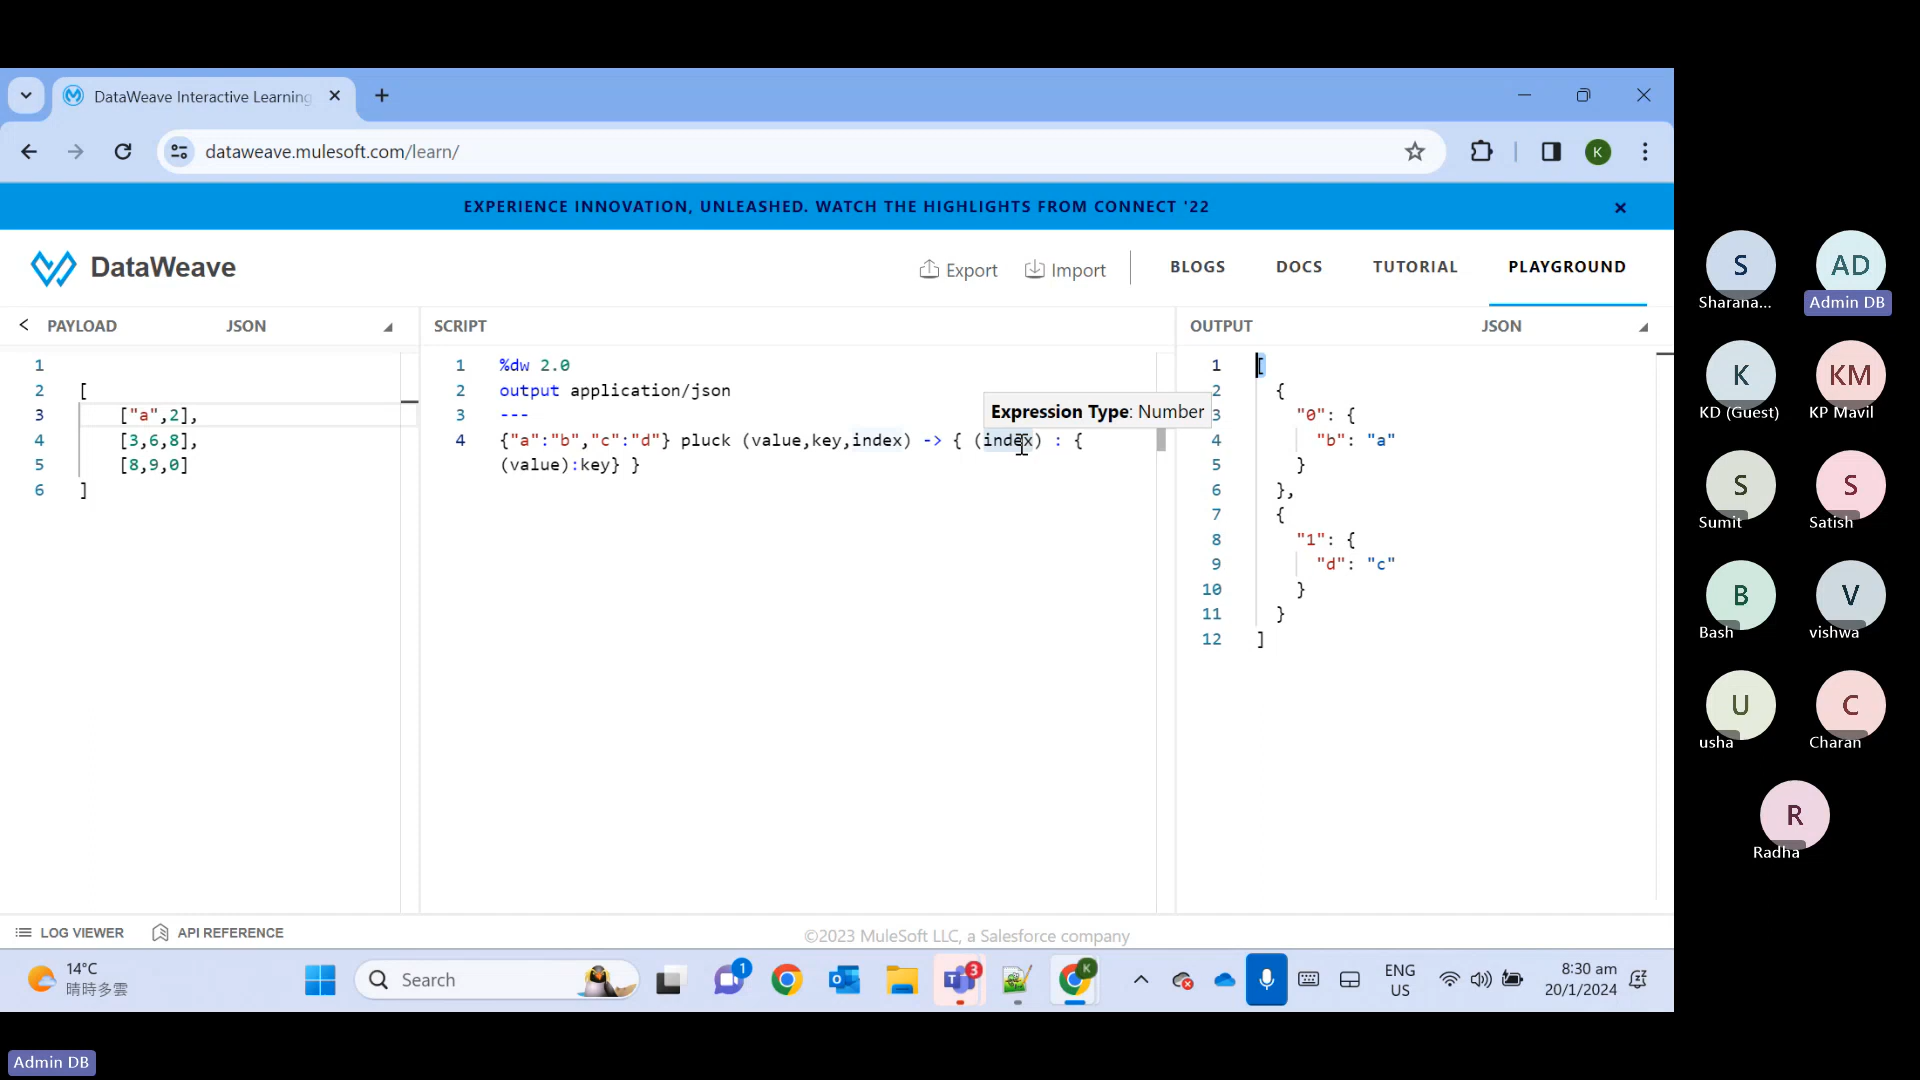 DataWeave Interactive Learning
dataweave.mulesoft.com/learn/
K
EXPERIENCE INNOVATION, UNLEASHED. WATCH THE HIGHLIGHTS FROM CONNECT '22
DataWeave
Export
Import
BLOGS
DOCS
TUTORIAL
PLAYGROUND
PAYLOAD
JSON
1
2 [
3 ["a",2],
4 [3,6,8],
5 [8,9,0]
6 ]
SCRIPT
1 %dw 2.0
2 output application/json
3 ---
4 {"a":"b","c":"d"} pluck (value,key,index) -> { (index) : {
(value):key} }
Expression Type: Number
OUTPUT
JSON
1 [
2 {
3 "0": {
4 "b": "a"
5 }
6 },
7 {
8 "1": {
9 "d": "c"
10 }
11 }
12 ]
LOG VIEWER
API REFERENCE
©2023 MuleSoft LLC, a Salesforce company
14°C
晴時多雲
Search
1
3
K
ENG
US
8:30 am
20/1/2024
S
Sharana...
AD
Admin DB
K
KD (Guest)
KM
KP Mavil
S
Sumit
S
Satish
B
Bash
V
vishwa
U
usha
C
Charan
R
Radha
Admin DB